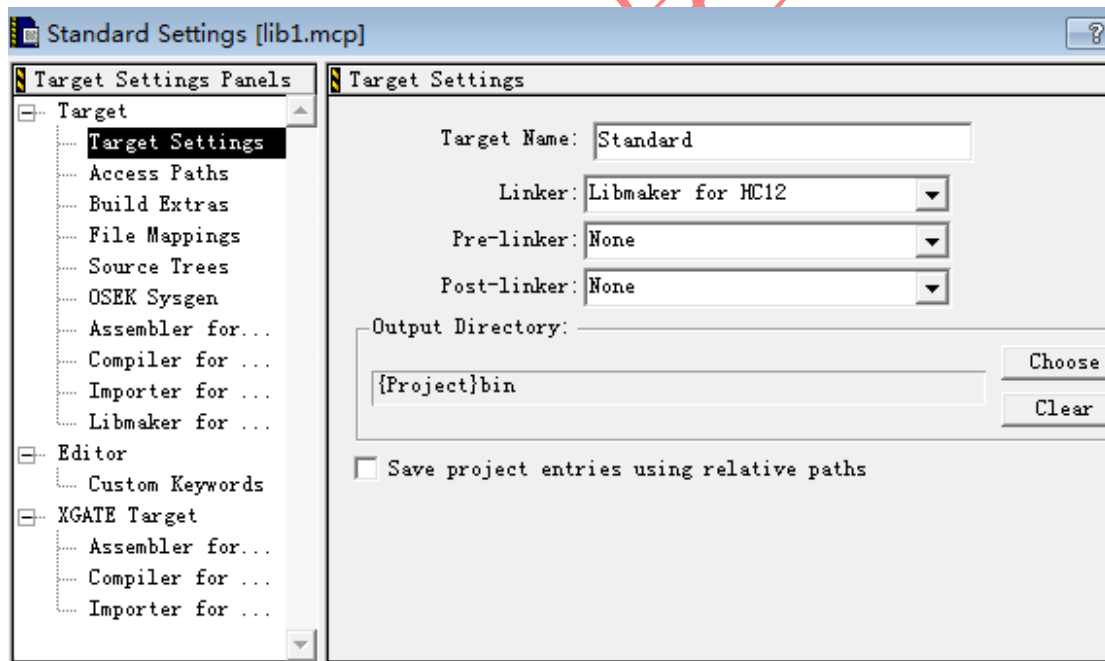 Standard Settings [lib1.mcp]
?
Target Settings Panels
Target
Target Settings
Access Paths
Build Extras
File Mappings
Source Trees
OSEK Sysgen
Assembler for...
Compiler for ...
Importer for ...
Libmaker for ...
Editor
Custom Keywords
XGATE Target
Assembler for...
Compiler for ...
Importer for ...
Target Settings
Target Name: Standard
Linker: Libmaker for HC12
Pre-linker: None
Post-linker: None
Output Directory:
{Project}bin
Choose
Clear
Save project entries using relative paths